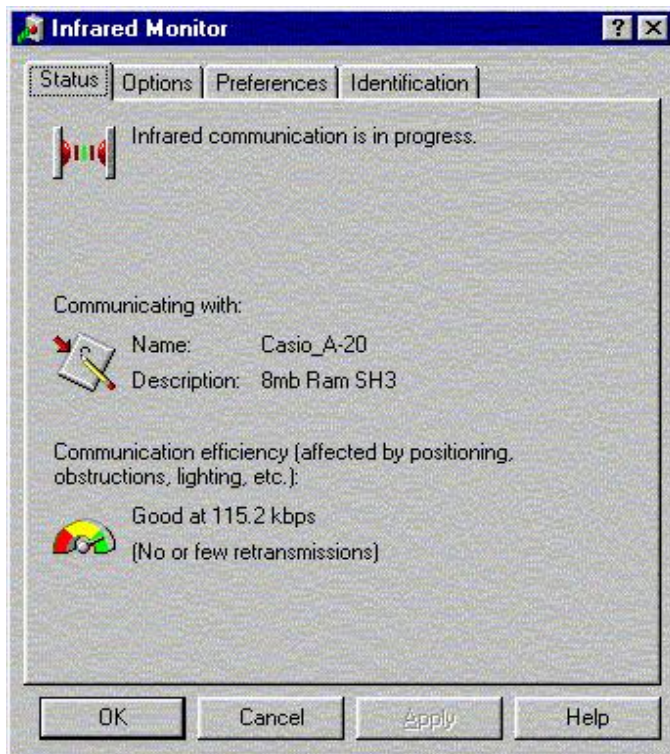 Infrared Monitor
Status Options Preferences Identification
Infrared communication is in progress.
Communicating with:
Name: Casio_A-20
Description: 8mb Ram SH3
Communication efficiency (affected by positioning,
obstructions, lighting, etc.):
Good at 115.2 kbps
(No or few retransmissions)
OK Cancel Apply Help